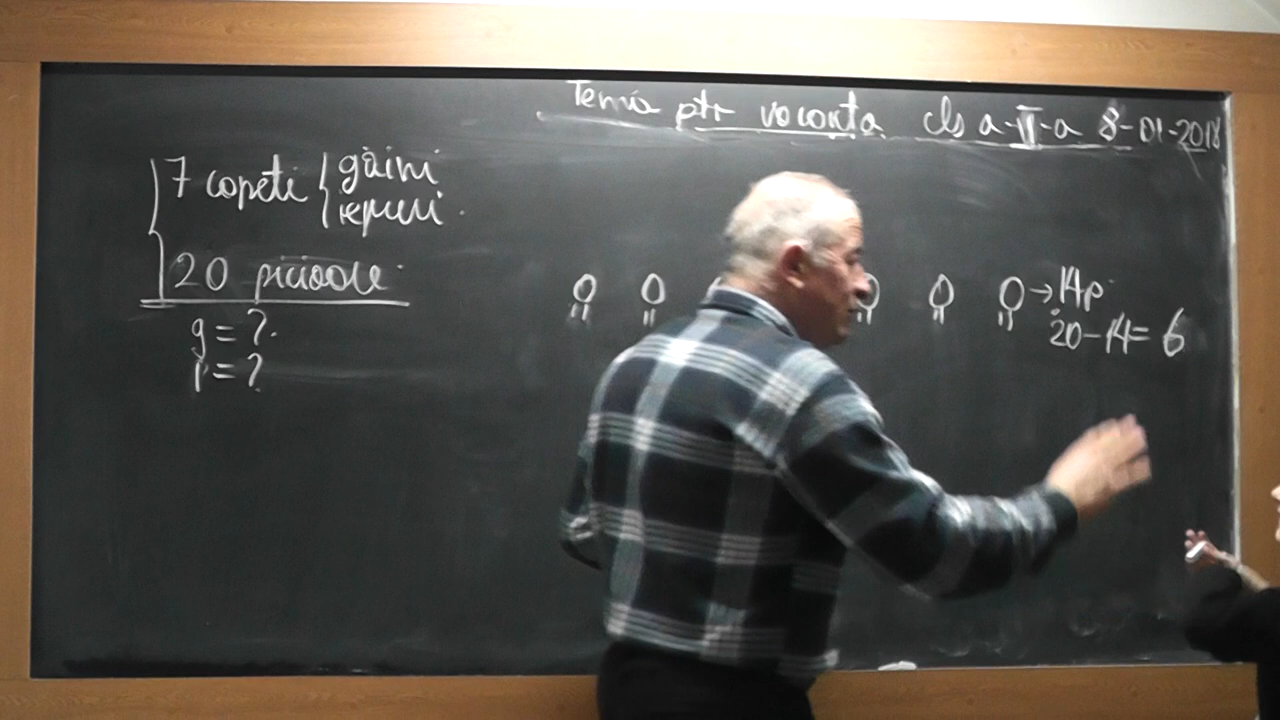 Temă ptr vacanța cls a-II-a 8-01-2018
7 capete { găini
iepuri.
20 picioare
g = ?
i = ?
→ 14p
20-14= 6